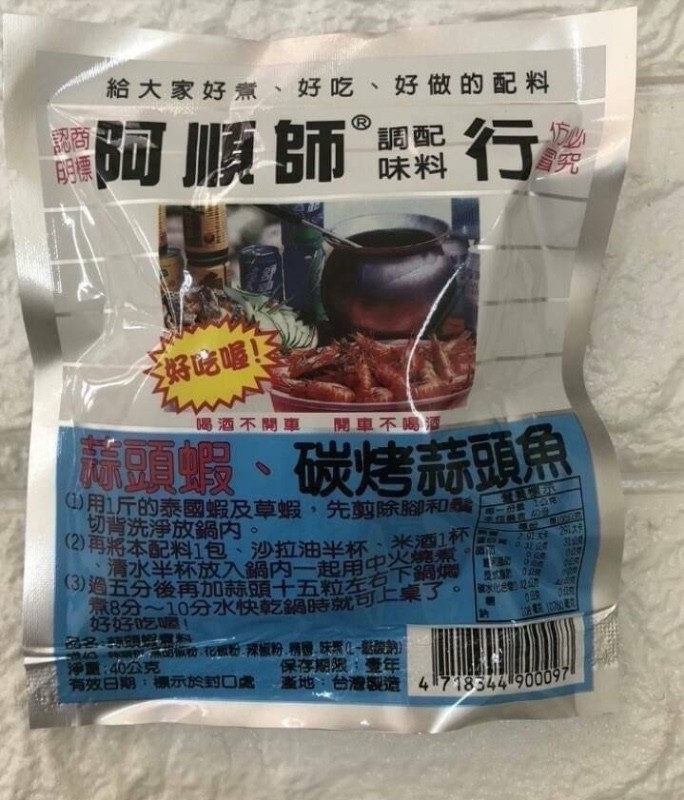 給大家好煮、好吃、好做的配料
商標認明 阿順師® 調味配料行 仿冒必究
好吃喔！
喝酒不開車 開車不喝酒
蒜頭蝦、碳烤蒜頭魚
(1)用1斤的泰國蝦及草蝦，先剪除腳和鬚
切背洗淨放鍋內。
(2)再將本配料1包、沙拉油半杯、米酒1杯
、清水半杯放入鍋內一起用中火燒煮。
(3)過五分後再加蒜頭十五粒左右下鍋燜
煮8分～10分水快乾鍋時就可上桌了。
好好吃喔！
營養標示
品名:蒜頭蝦
淨重:40公克 保存期限：壹年
有效日期：標示於封口處 產地：台灣製造
4 718344 900097